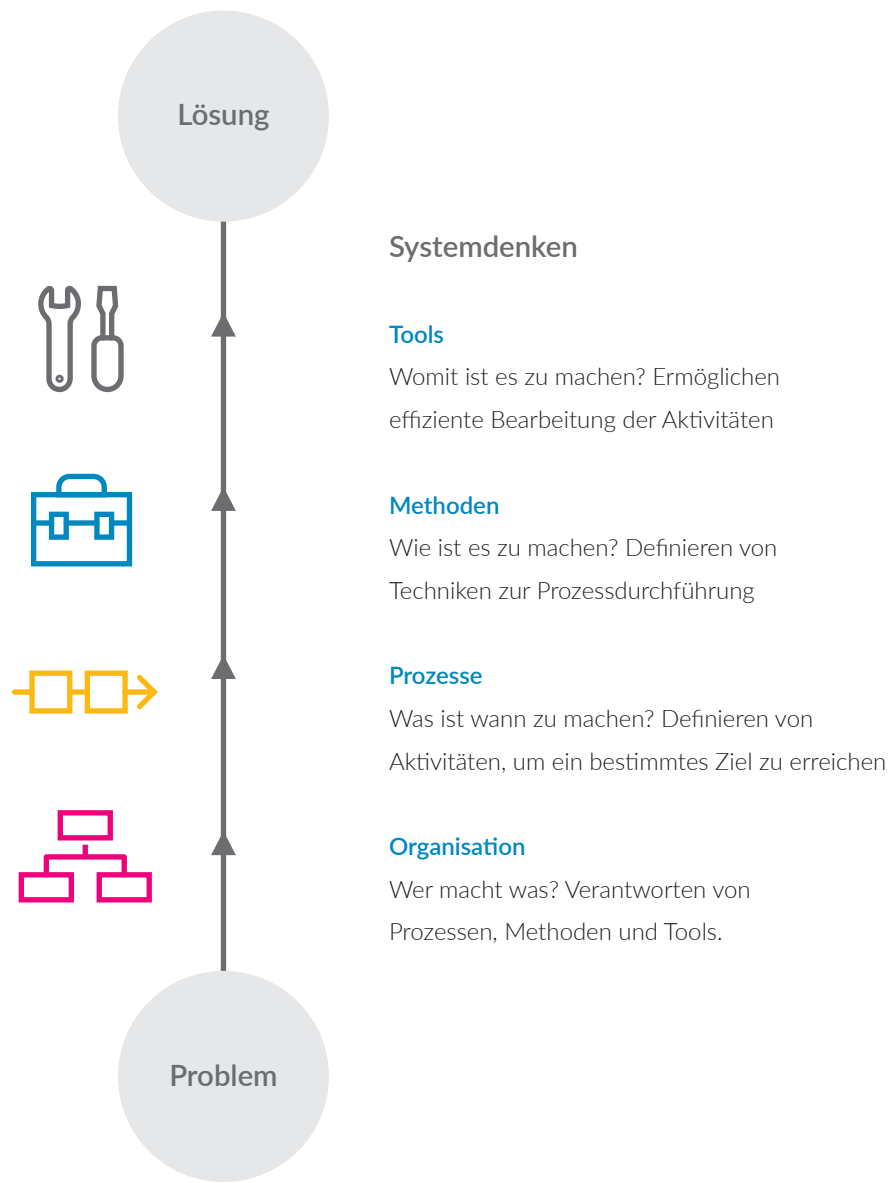 Lösung
Systemdenken
Tools
Womit ist es zu machen? Ermöglichen
effiziente Bearbeitung der Aktivitäten
Methoden
Wie ist es zu machen? Definieren von
Techniken zur Prozessdurchführung
Prozesse
Was ist wann zu machen? Definieren von
Aktivitäten, um ein bestimmtes Ziel zu erreichen
Organisation
Wer macht was? Verantworten von
Prozessen, Methoden und Tools.
Problem